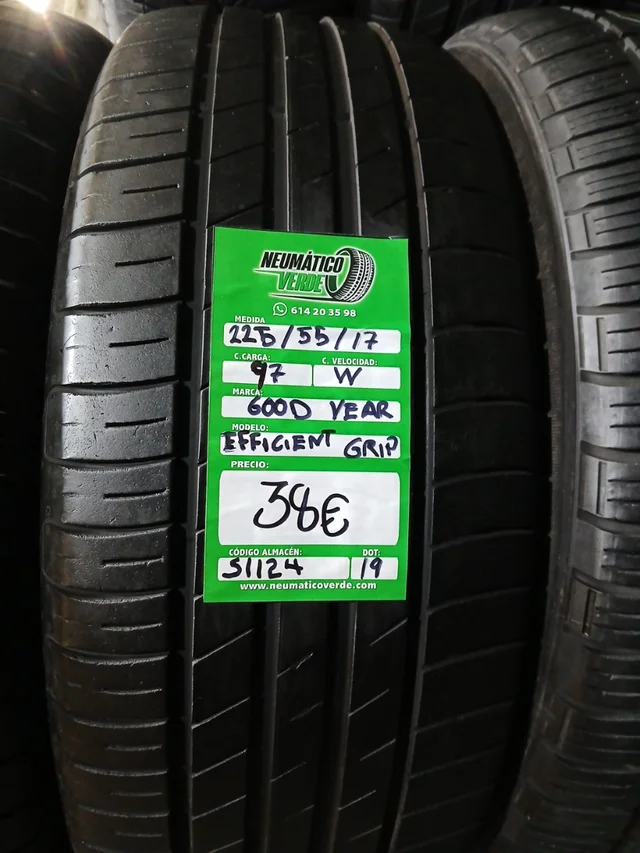 NEUMÁTICO
VERDE
614 20 35 98
MEDIDA
225/55/17
C.CARGA: C. VELOCIDAD:
97 W
MARCA:
GOOD YEAR
MODELO:
EFFICIENT GRIP
PRECIO:
38€
CÓDIGO ALMACÉN: DOT:
S1124 19
www.neumaticoverde.com